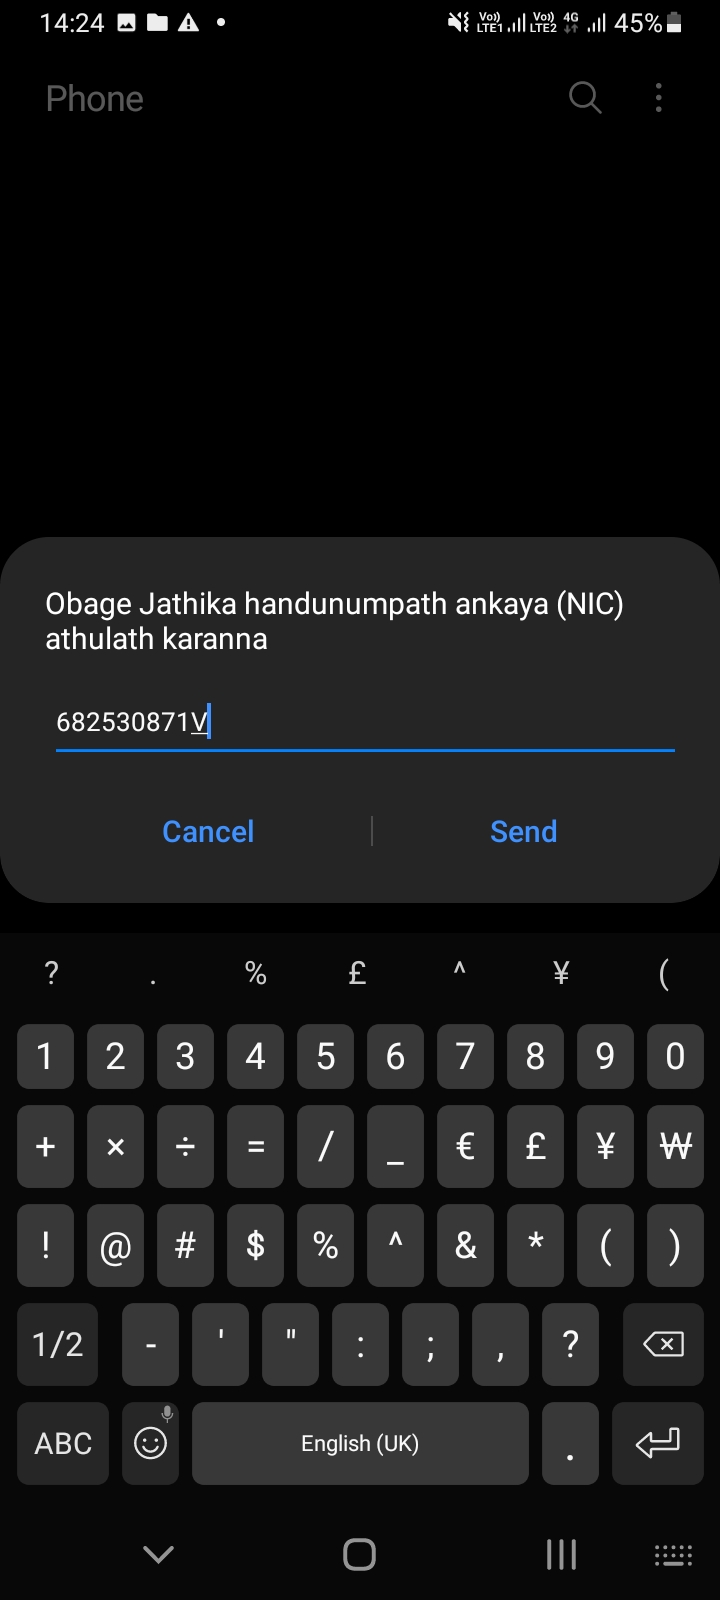 14:24
Vo)) LTE1 Vo)) LTE2 4G 45%
Phone
Obage Jathika handunumpath ankaya (NIC)
athulath karanna
682530871V
Cancel | Send
? . % £ ^ ¥ (
1 2 3 4 5 6 7 8 9 0
+ × ÷ = / _ € £ ¥ ₩
! @ # $ % ^ & * ( )
1/2 - ' " : ; , ?
ABC English (UK) .